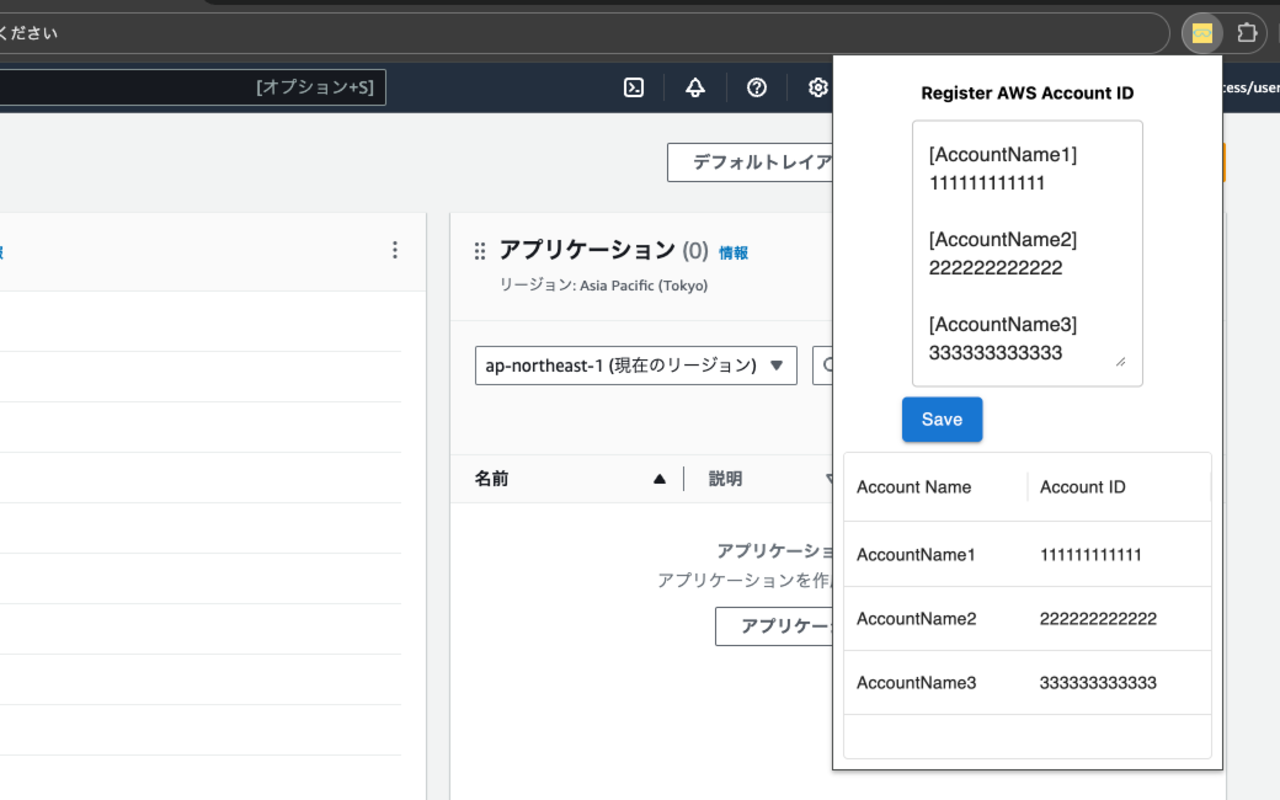 ください
[オプション+S]
cess/user
デフォルトレイア
アプリケーション (0) 情報
リージョン: Asia Pacific (Tokyo)
ap-northeast-1 (現在のリージョン)
名前
説明
アプリケーショ
アプリケーションを作
アプリケー
Register AWS Account ID
[AccountName1]
111111111111
[AccountName2]
222222222222
[AccountName3]
333333333333
Save
Account Name Account ID
AccountName1 111111111111
AccountName2 222222222222
AccountName3 333333333333